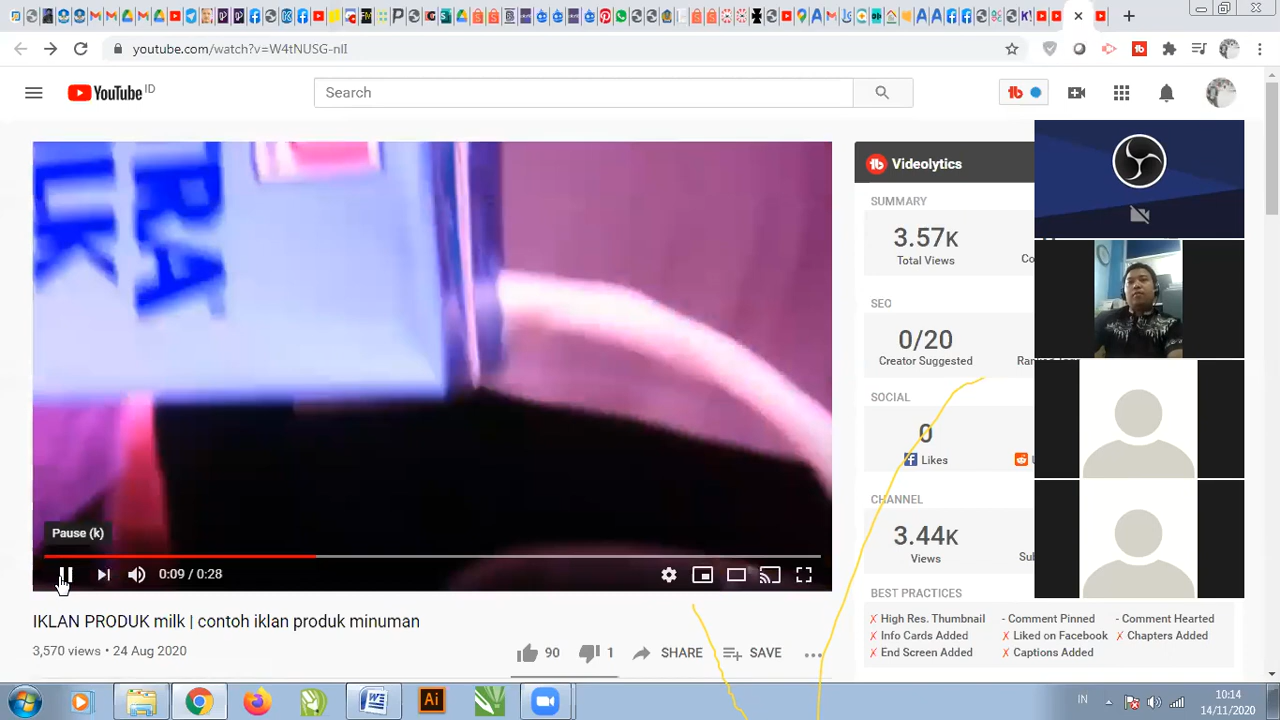 youtube.com/watch?v=W4tNUSG-nlI
YouTube ID
Search
Videolytics
SUMMARY
3.57K
Total Views
Co
SEO
0/20
Creator Suggested
SOCIAL
0
Likes
CHANNEL
3.44K
Views
Su
BEST PRACTICES
✗ High Res. Thumbnail - Comment Pinned - Comment Hearted
✗ Info Cards Added ✗ Liked on Facebook ✗ Chapters Added
✗ End Screen Added ✗ Captions Added
Pause (k)
0:09 / 0:28
IKLAN PRODUK milk | contoh iklan produk minuman
3,570 views • 24 Aug 2020
90 1 SHARE SAVE
IN
10:14
14/11/2020